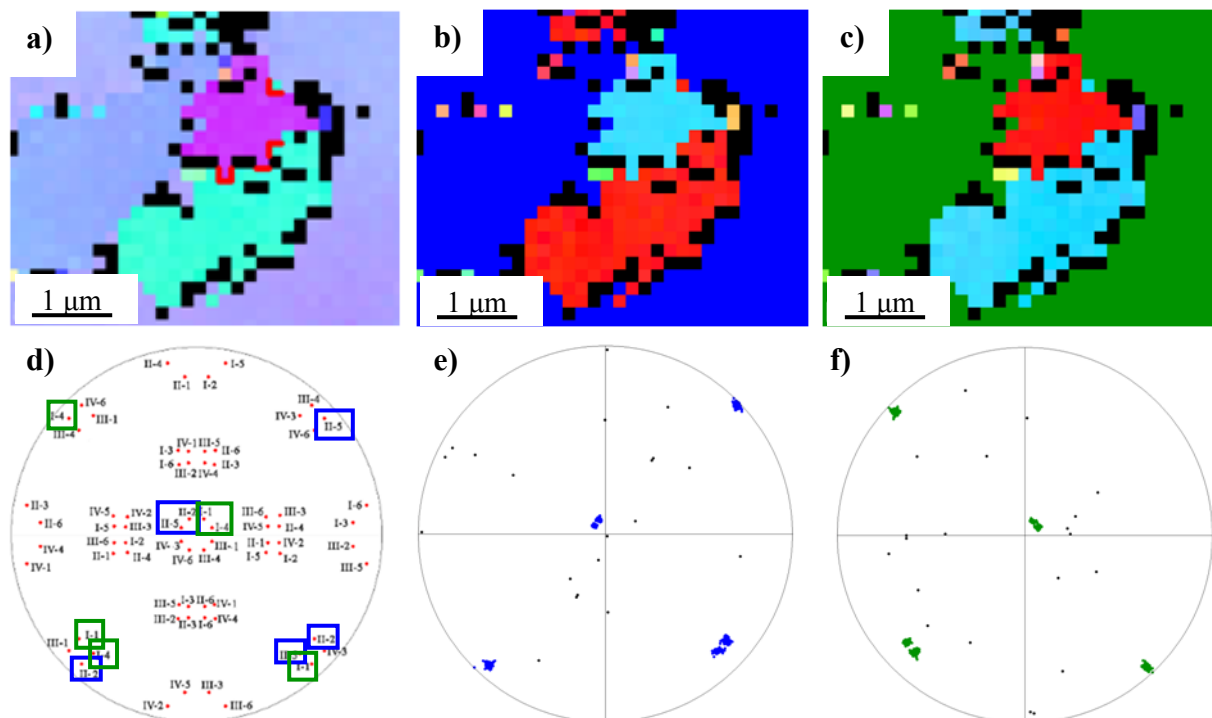 a)
b)
c)
1 μm
1 μm
1 μm
d)
e)
f)
II-4
I-5
II-1
I-2
IV-6
III-4
I-4
III-1
IV-3
II-5
III-4
IV-6
IV-1
III-5
I-3
II-6
I-6
II-3
III-2
IV-4
II-3
IV-5
IV-2
I-1
III-6
III-3
I-6
II-6
I-5
III-3
II-5
I-4
IV-5
II-4
I-3
IV-4
III-6
I-2
IV-3
III-1
II-1
IV-2
III-2
IV-1
II-1
II-4
IV-6
III-4
I-5
I-2
III-5
I-3
II-6
III-5
IV-1
III-2
IV-4
II-3
I-6
I-1
II-2
III-1
I-4
IV-3
II-2
I-1
IV-5
III-3
IV-2
III-6